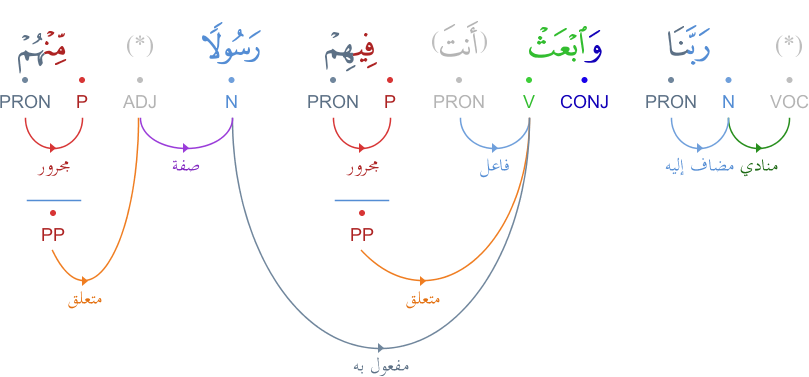 (*) رَبَّنَا وَٱبْعَثْ (أَنتَ) فِيهِمْ رَسُولًا (*) مِّنْهُمْ
VOC N PRON CONJ V PRON P PRON N ADJ P PRON
منادي مضاف إليه فاعل مجرور صفة مجرور
PP PP
متعلق متعلق
مفعول به